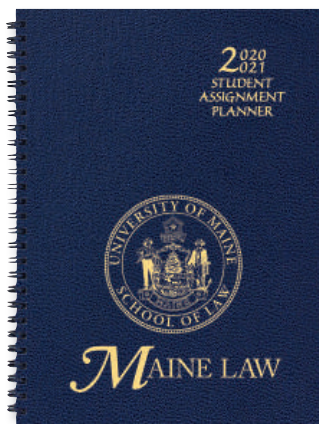 2020
2021
STUDENT
ASSIGNMENT
PLANNER
UNIVERSITY OF MAINE
SCHOOL OF LAW
MAINE LAW